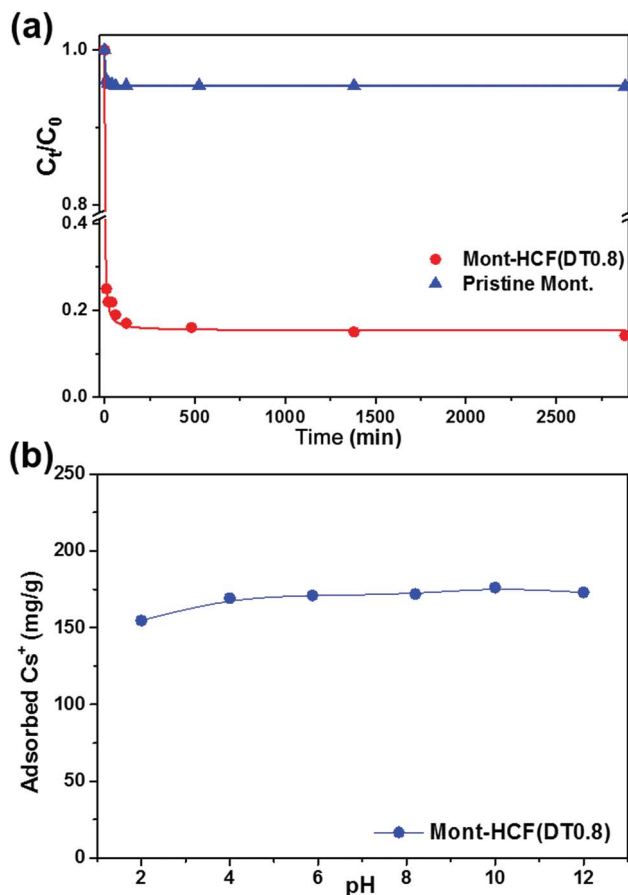 (a)
1.0
C_t/C_0
0.8
0.4
Mont-HCF(DT0.8)
Pristine Mont.
0.2
0.0
0 500 1000 1500 2000 2500
Time (min)
(b)
250
200
150
100
50
0
Adsorbed Cs⁺ (mg/g)
Mont-HCF(DT0.8)
2 4 6 8 10 12
pH